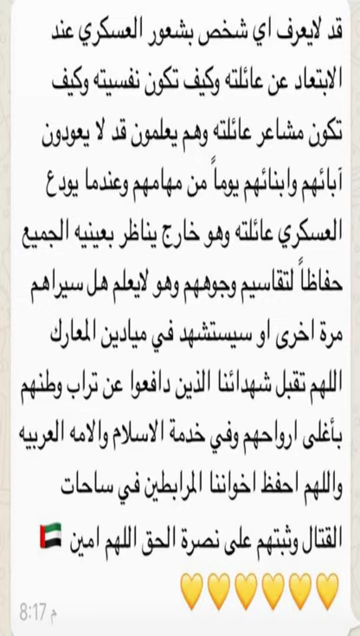 قد لايعرف اي شخص بشعور العسكري عند
الابتعاد عن عائلته وكيف تكون نفسيته وكيف
تكون مشاعر عائلته وهم يعلمون قد لا يعودون
آبائهم وابنائهم يوماً من مهامهم وعندما يودع
العسكري عائلته وهو خارج يناظر بعينيه الجميع
حفاظاً لتقاسيم وجوههم وهو لايعلم هل سيراهم
مرة اخرى او سيستشهد في ميادين المعارك
اللهم تقبل شهدائنا الذين دافعوا عن تراب وطنهم
بأغلى ارواحهم وفي خدمة الاسلام والامه العربيه
واللهم احفظ اخواننا المرابطين في ساحات
القتال وثبتهم على نصرة الحق اللهم امين 🇦🇪
💛💛💛💛💛💛
8:17 م